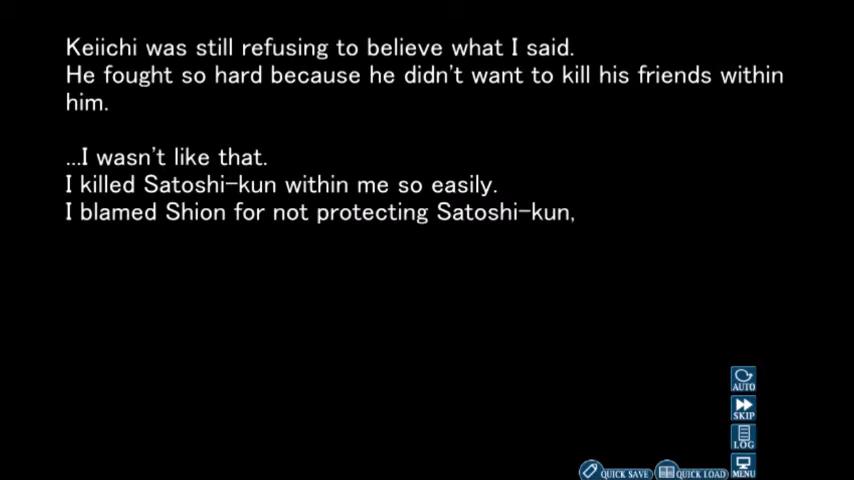 Keiichi was still refusing to believe what I said.
He fought so hard because he didn't want to kill his friends within
him.
...I wasn't like that.
I killed Satoshi-kun within me so easily.
I blamed Shion for not protecting Satoshi-kun,
AUTO
SKIP
LOG
MENU
QUICK SAVE
QUICK LOAD